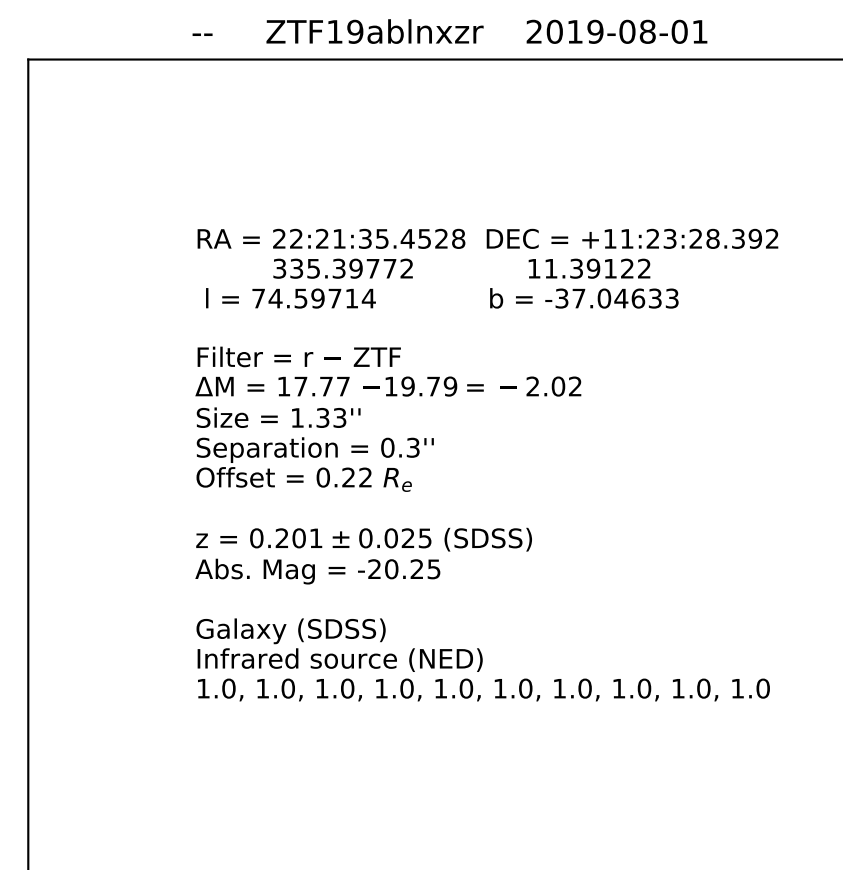 -- ZTF19ablnxzr 2019-08-01
RA = 22:21:35.4528 DEC = +11:23:28.392
335.39772 11.39122
l = 74.59714 b = -37.04633
Filter = r − ZTF
ΔM = 17.77 −19.79 = − 2.02
Size = 1.33''
Separation = 0.3''
Offset = 0.22 Rₑ
z = 0.201 ± 0.025 (SDSS)
Abs. Mag = -20.25
Galaxy (SDSS)
Infrared source (NED)
1.0, 1.0, 1.0, 1.0, 1.0, 1.0, 1.0, 1.0, 1.0, 1.0